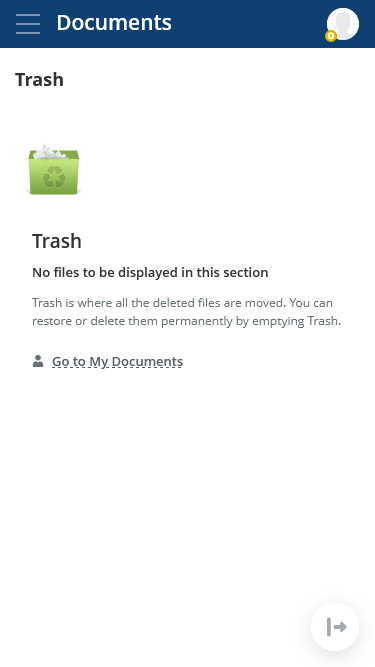 Documents
Trash
Trash
No files to be displayed in this section
Trash is where all the deleted files are moved. You can
restore or delete them permanently by emptying Trash.
Go to My Documents